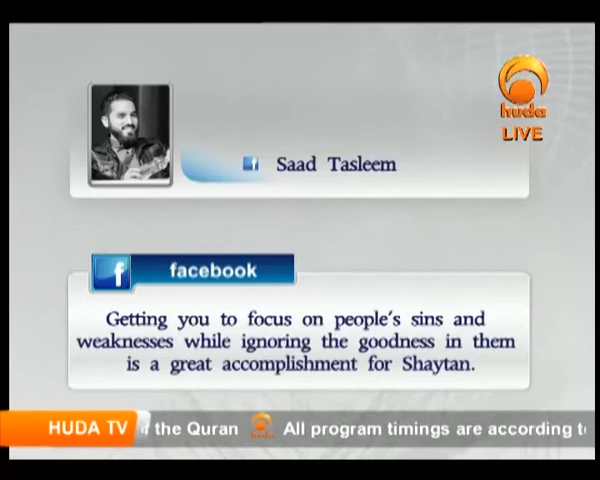 huda
LIVE
Saad Tasleem
facebook
Getting you to focus on people's sins and
weaknesses while ignoring the goodness in them
is a great accomplishment for Shaytan.
HUDA TV the Quran huda All program timings are according